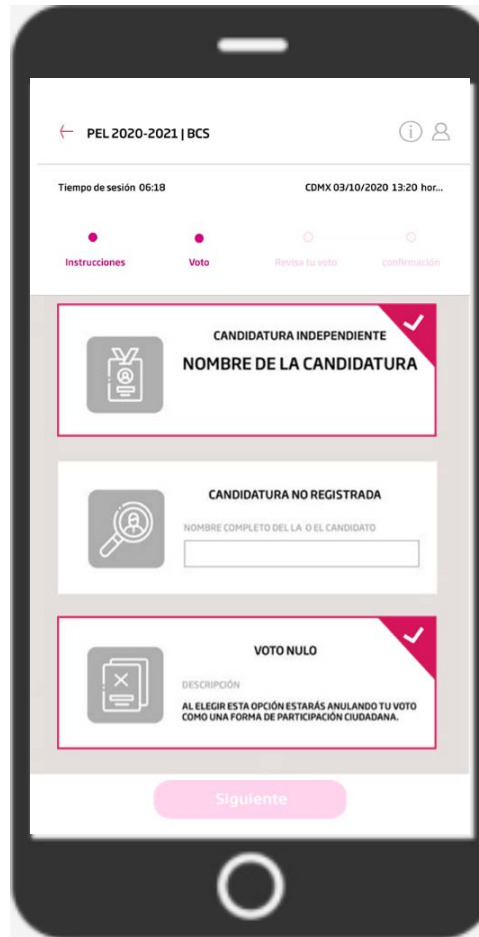 PEL 2020-2021 | BCS
Tiempo de sesión 06:18 CDMX 03/10/2020 13:20 hor...
Instrucciones Voto Revisa tu voto confirmación
CANDIDATURA INDEPENDIENTE
NOMBRE DE LA CANDIDATURA
CANDIDATURA NO REGISTRADA
NOMBRE COMPLETO DEL LA O EL CANDIDATO
VOTO NULO
DESCRIPCIÓN
AL ELEGIR ESTA OPCIÓN ESTARÁS ANULANDO TU VOTO
COMO UNA FORMA DE PARTICIPACIÓN CIUDADANA.
Siguiente